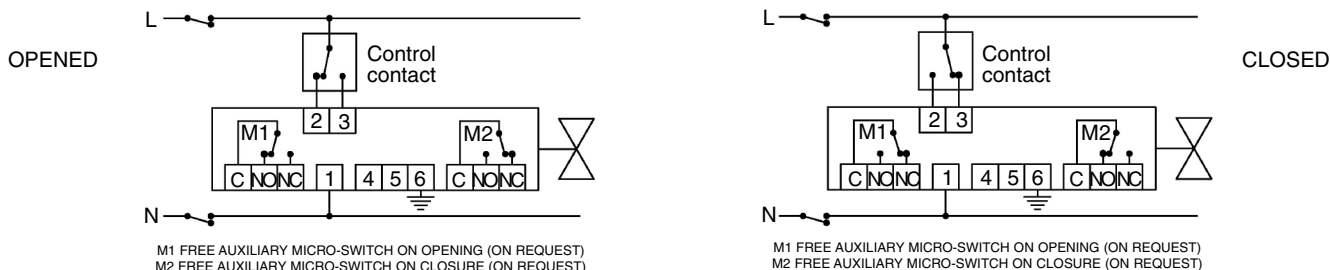 L
OPENED
Control
contact
2 3
M1
M2
C NO NC 1 4 5 6 C NO NC
N
M1 FREE AUXILIARY MICRO-SWITCH ON OPENING (ON REQUEST)
M2 FREE AUXILIARY MICRO-SWITCH ON CLOSURE (ON REQUEST)
L
CLOSED
Control
contact
2 3
M1
M2
C NO NC 1 4 5 6 C NO NC
N
M1 FREE AUXILIARY MICRO-SWITCH ON OPENING (ON REQUEST)
M2 FREE AUXILIARY MICRO-SWITCH ON CLOSURE (ON REQUEST)